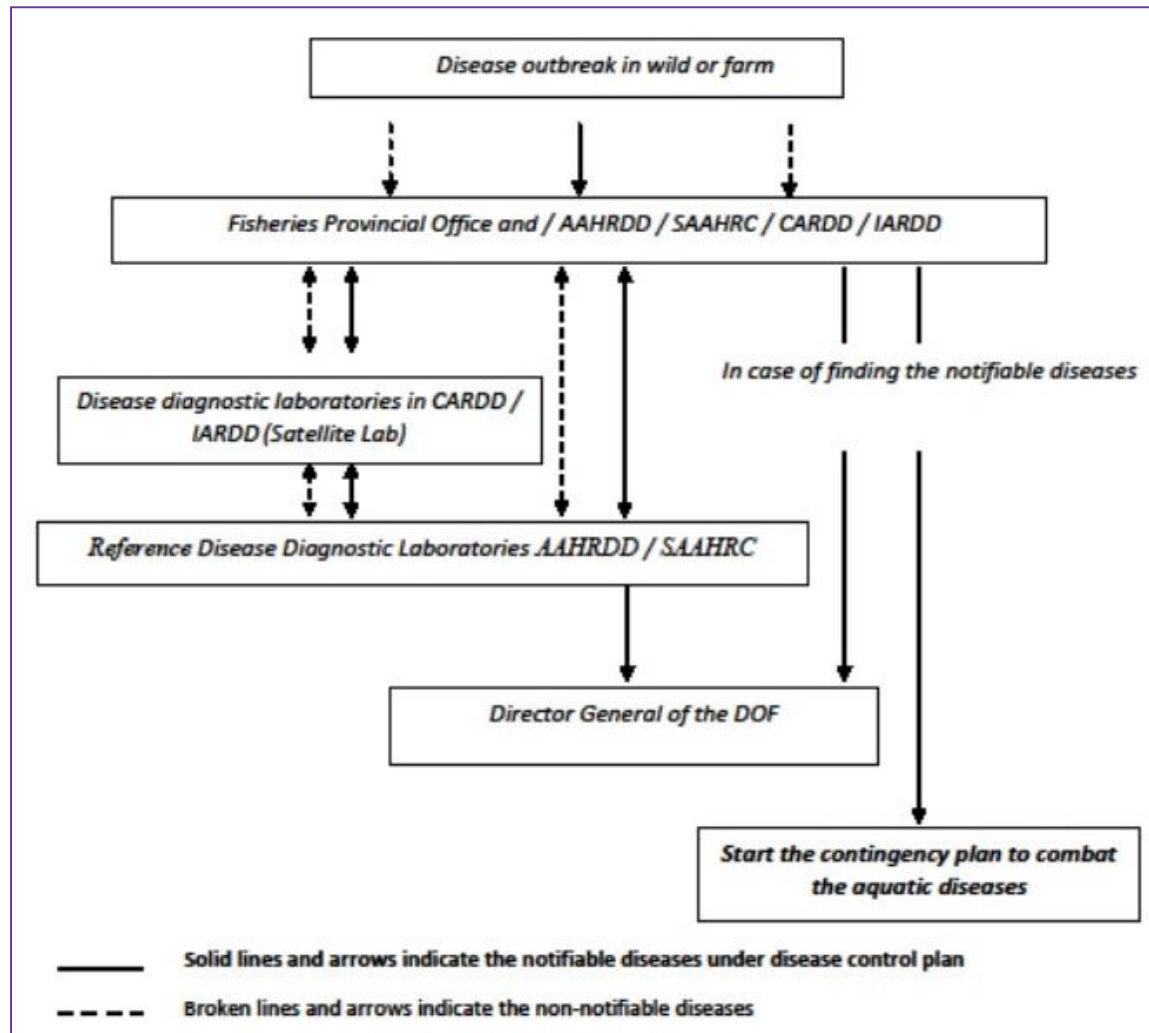 Disease outbreak in wild or farm
Fisheries Provincial Office and / AAHRDD / SAAHRC / CARDD / IARDD
In case of finding the notifiable diseases
Disease diagnostic laboratories in CARDD /
IARDD (Satellite Lab)
Reference Disease Diagnostic Laboratories AAHRDD / SAAHRC
Director General of the DOF
Start the contingency plan to combat
the aquatic diseases
Solid lines and arrows indicate the notifiable diseases under disease control plan
Broken lines and arrows indicate the non-notifiable diseases